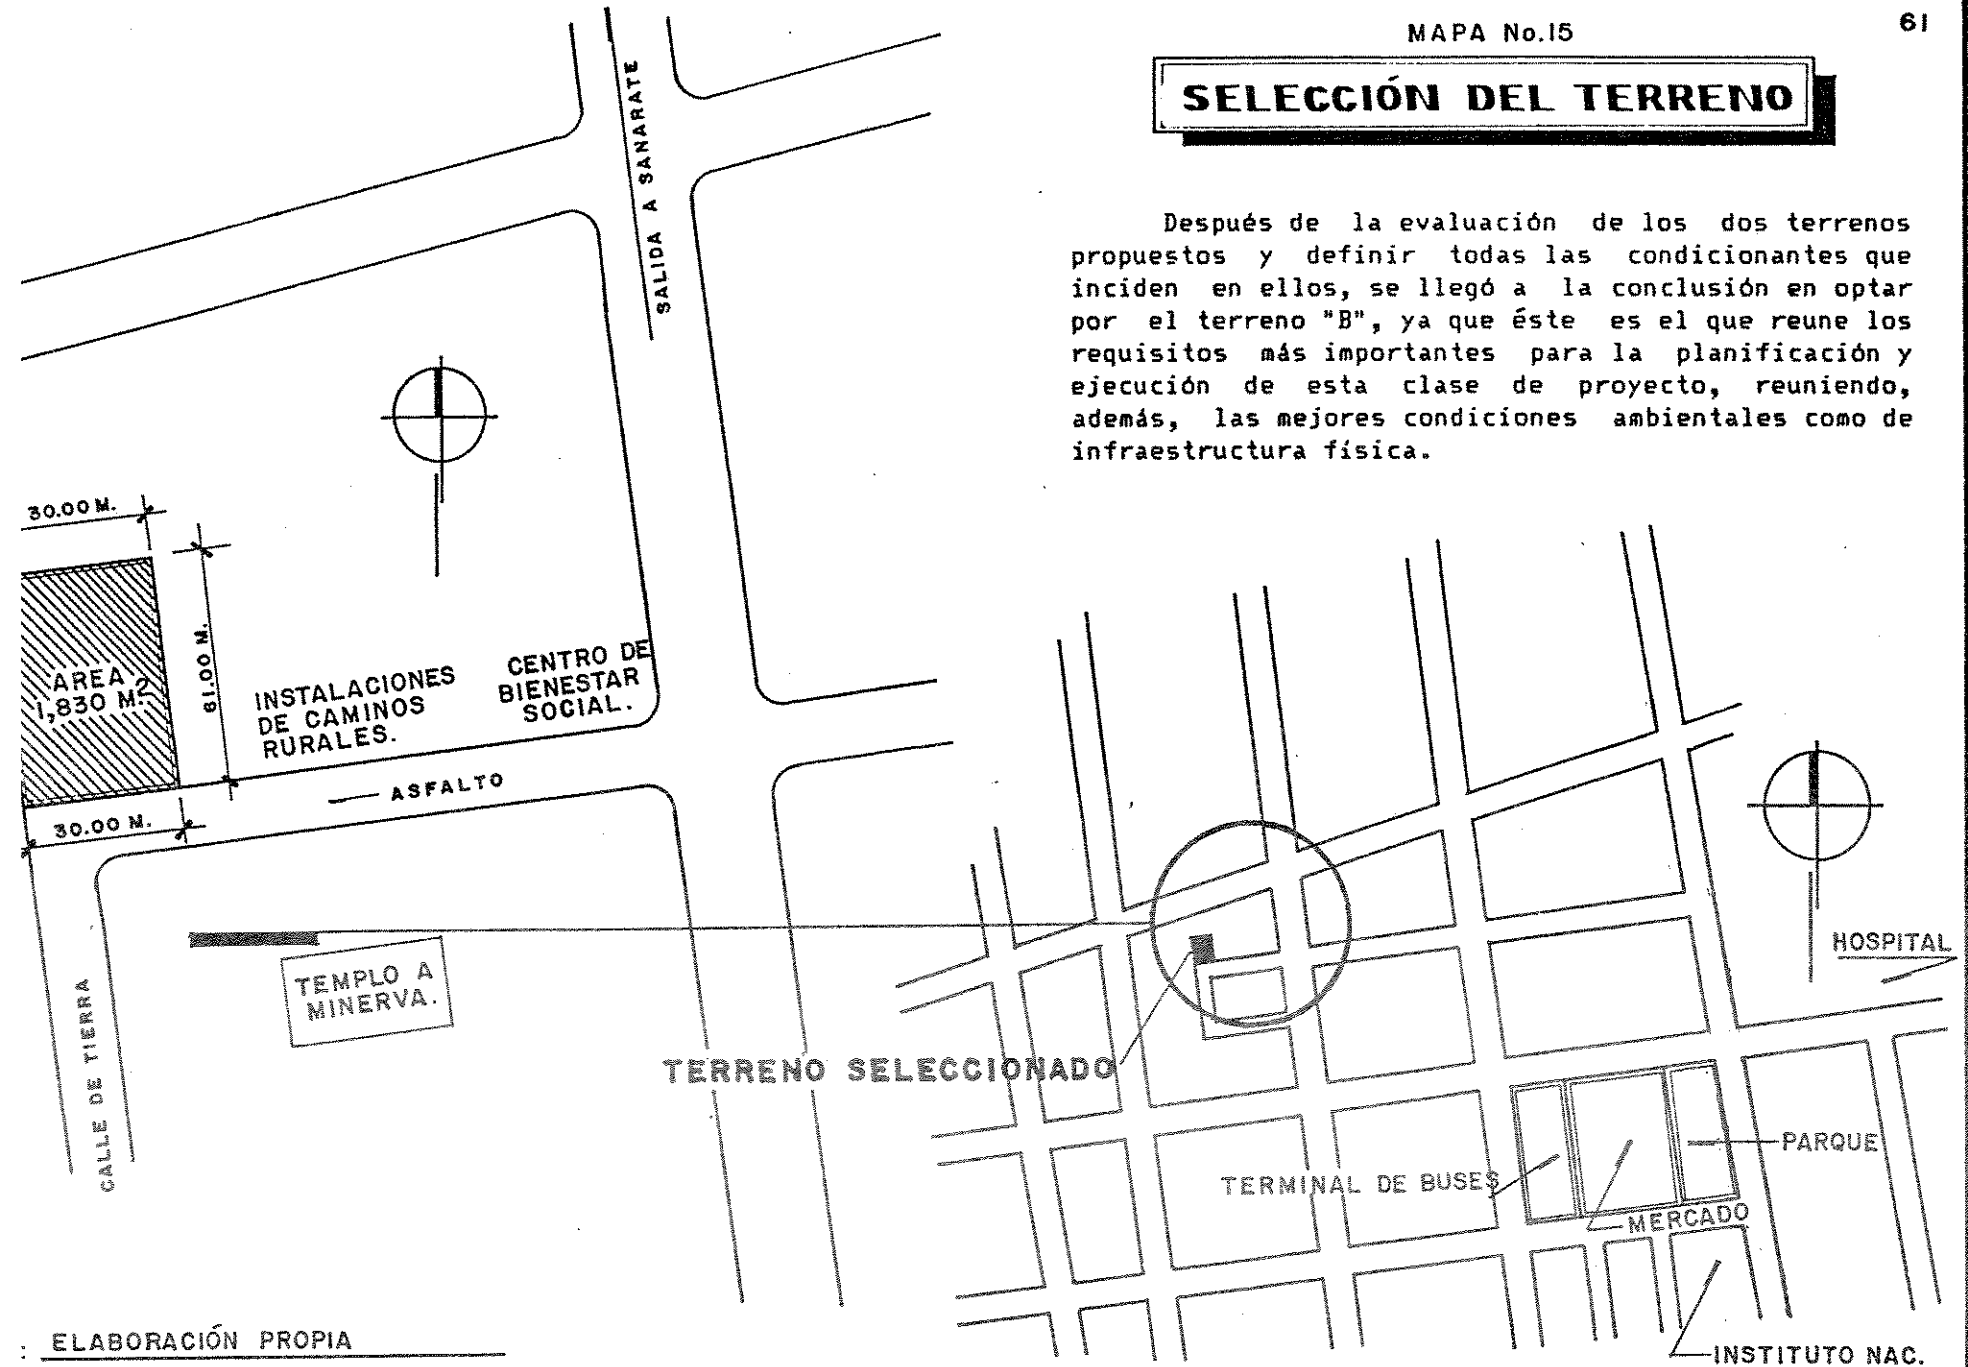 MAPA No.15
61
SELECCIÓN DEL TERRENO
Después de la evaluación de los dos terrenos
propuestos y definir todas las condicionantes que
inciden en ellos, se llegó a la conclusión en optar
por el terreno "B", ya que éste es el que reune los
requisitos más importantes para la planificación y
ejecución de esta clase de proyecto, reuniendo,
además, las mejores condiciones ambientales como de
infraestructura física.
SALIDA A SANARATE
30.00 M.
61.00 M.
AREA
1,830 M.2
INSTALACIONES
DE CAMINOS
RURALES.
CENTRO DE
BIENESTAR
SOCIAL.
ASFALTO
30.00 M.
CALLE DE TIERRA
TEMPLO A
MINERVA.
TERRENO SELECCIONADO
HOSPITAL
PARQUE
TERMINAL DE BUSES
MERCADO
INSTITUTO NAC.
: ELABORACIÓN PROPIA